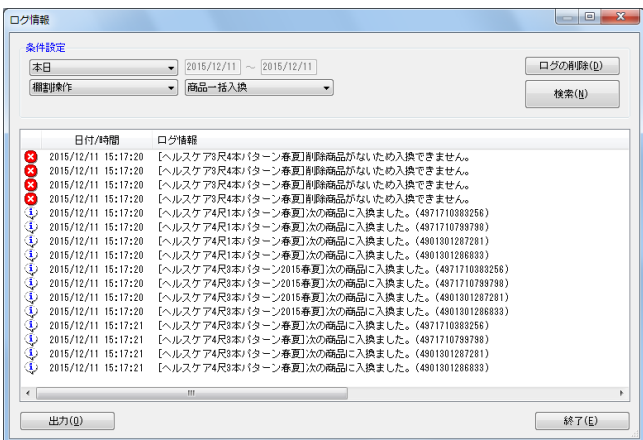 ログ情報
条件設定
本日 2015/12/11 ～ 2015/12/11 ログの削除(D)
棚割操作 商品一括入換 検索(N)
日付/時間 ログ情報
2015/12/11 15:17:20 [ヘルスケア3尺4本パターン春夏]削除商品がないため入換できません。
2015/12/11 15:17:20 [ヘルスケア3尺4本パターン春夏]削除商品がないため入換できません。
2015/12/11 15:17:20 [ヘルスケア3尺4本パターン春夏]削除商品がないため入換できません。
2015/12/11 15:17:20 [ヘルスケア3尺4本パターン春夏]削除商品がないため入換できません。
2015/12/11 15:17:20 [ヘルスケア4尺1本パターン春夏]次の商品に入換ました。(4971710383256)
2015/12/11 15:17:20 [ヘルスケア4尺1本パターン春夏]次の商品に入換ました。(4971710799798)
2015/12/11 15:17:20 [ヘルスケア4尺1本パターン春夏]次の商品に入換ました。(4901301287281)
2015/12/11 15:17:20 [ヘルスケア4尺1本パターン春夏]次の商品に入換ました。(4901301286833)
2015/12/11 15:17:20 [ヘルスケア4尺3本パターン2015春夏]次の商品に入換ました。(4971710383256)
2015/12/11 15:17:20 [ヘルスケア4尺3本パターン2015春夏]次の商品に入換ました。(4971710799798)
2015/12/11 15:17:20 [ヘルスケア4尺3本パターン2015春夏]次の商品に入換ました。(4901301287281)
2015/12/11 15:17:20 [ヘルスケア4尺3本パターン2015春夏]次の商品に入換ました。(4901301286833)
2015/12/11 15:17:21 [ヘルスケア4尺3本パターン春夏]次の商品に入換ました。(4971710383256)
2015/12/11 15:17:21 [ヘルスケア4尺3本パターン春夏]次の商品に入換ました。(4971710799798)
2015/12/11 15:17:21 [ヘルスケア4尺3本パターン春夏]次の商品に入換ました。(4901301287281)
2015/12/11 15:17:21 [ヘルスケア4尺3本パターン春夏]次の商品に入換ました。(4901301286833)
出力(O) 終了(E)